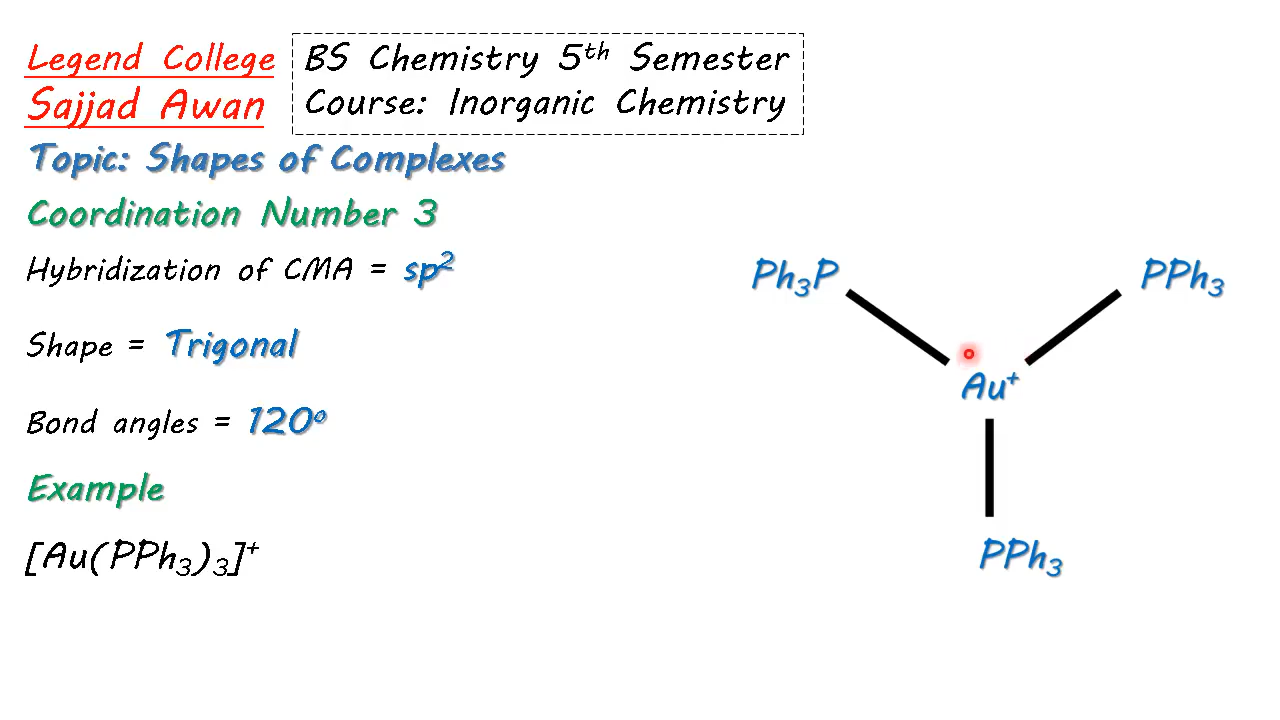 Legend College
Sajjad Awan
BS Chemistry 5th Semester
Course: Inorganic Chemistry
Topic: Shapes of Complexes
Coordination Number 3
Hybridization of CMA = sp²
Shape = Trigonal
Bond angles = 120°
Example
[Au(PPh₃)₃]⁺
Ph₃P
PPh₃
Au⁺
PPh₃